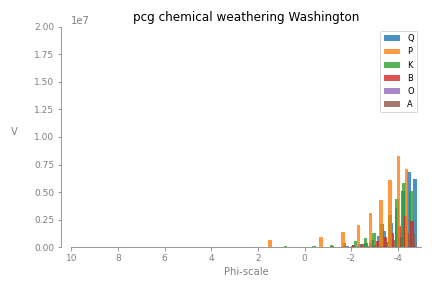 pcg chemical weathering Washington
1e7
2.00
1.75
1.50
1.25
1.00
0.75
0.50
0.25
0.00
V
10 8 6 4 2 0 -2 -4
Phi-scale
Q
P
K
B
O
A